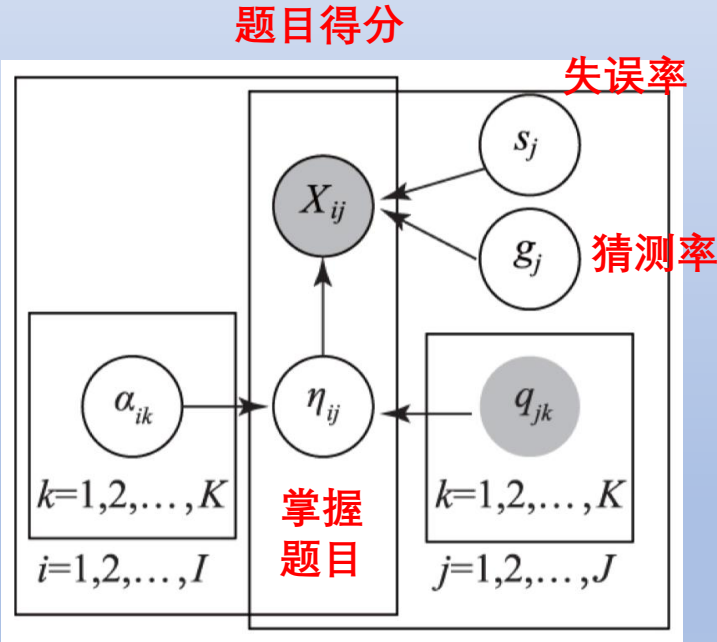 题目得分
失误率
s_j
X_ij
g_j
猜测率
α_ik
η_ij
q_jk
k=1,2,...,K
掌握
题目
k=1,2,...,K
i=1,2,...,I
j=1,2,...,J